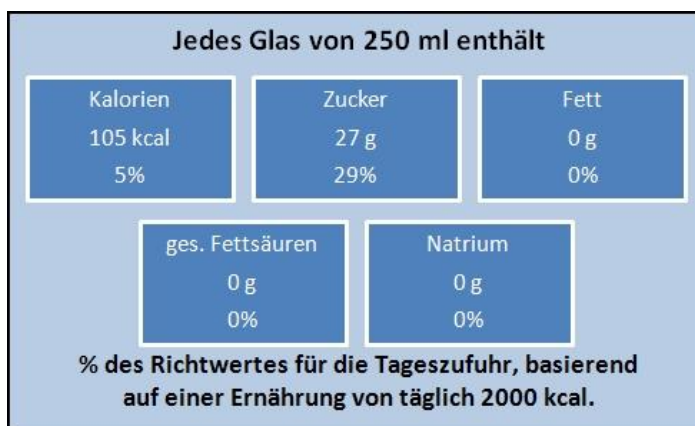 Jedes Glas von 250 ml enthält
Kalorien
105 kcal
5%
Zucker
27 g
29%
Fett
0 g
0%
ges. Fettsäuren
0 g
0%
Natrium
0 g
0%
% des Richtwertes für die Tageszufuhr, basierend
auf einer Ernährung von täglich 2000 kcal.